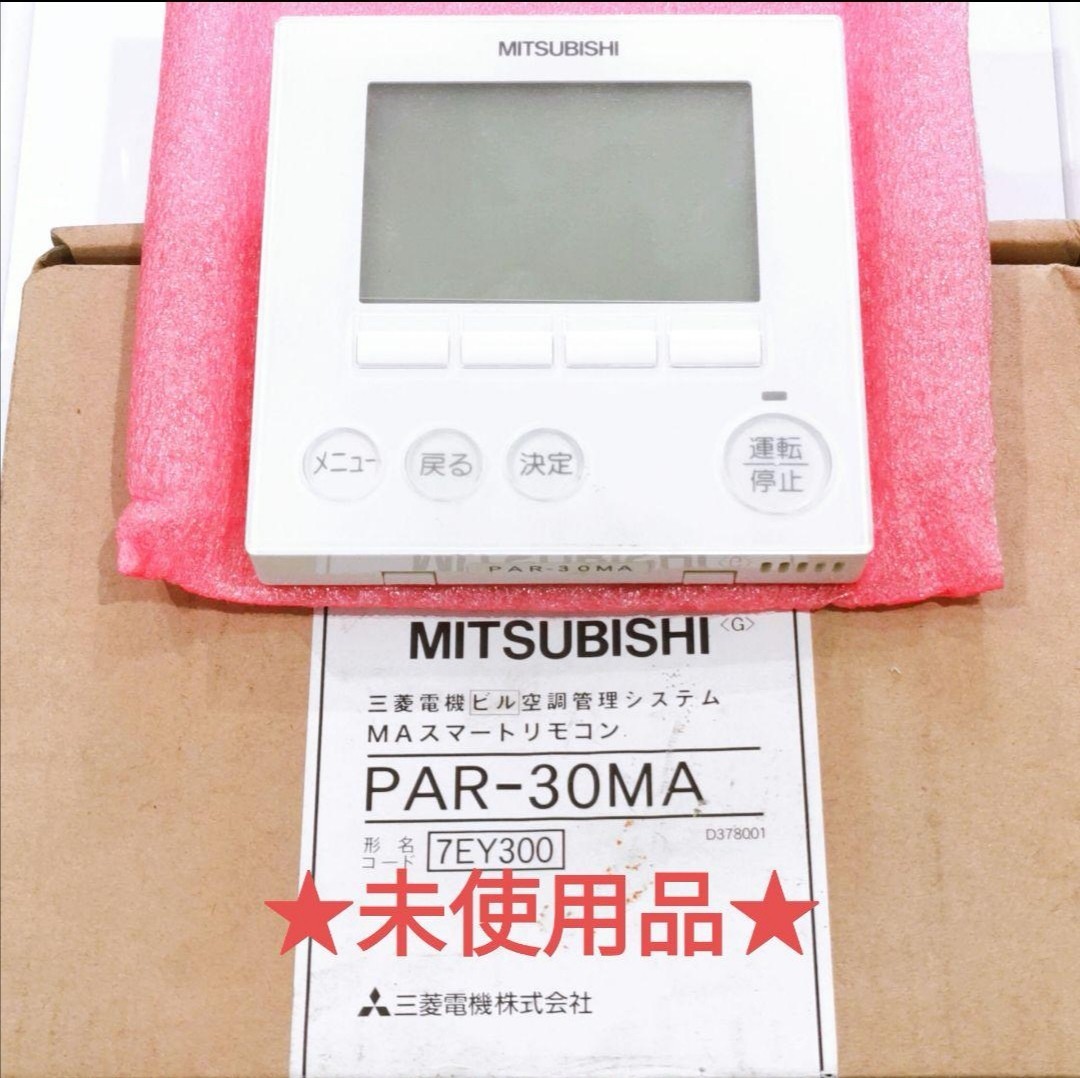 MITSUBISHI
メニュー
戻る
決定
運転
停止
PAR-30MA
MITSUBISHI <G>
三菱電機ビル空調管理システム
MAスマートリモコン
PAR-30MA
D378001
形名
コード
7EY300
★未使用品★
三菱電機株式会社